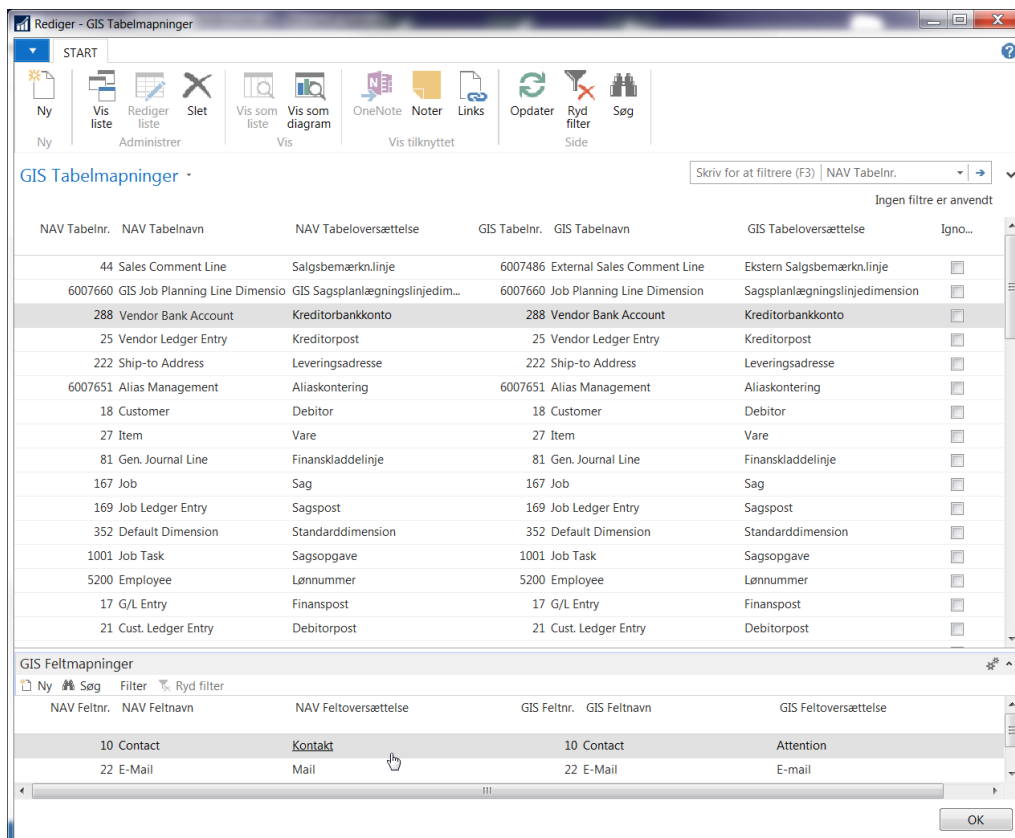 Rediger - GIS Tabelmapninger
START
Ny Vis liste Rediger liste Slet Vis som liste Vis som diagram OneNote Noter Links Opdater Ryd filter Søg
Ny Administrer Vis Vis tilknyttet Side
GIS Tabelmapninger Skriv for at filtrere (F3) NAV Tabelnr.
Ingen filtre er anvendt
NAV Tabelnr. NAV Tabelnavn NAV Tabeloversættelse GIS Tabelnr. GIS Tabelnavn GIS Tabeloversættelse Igno...
44 Sales Comment Line Salgsbemærkn.linje 6007486 External Sales Comment Line Ekstern Salgsbemærkn.linje
6007660 GIS Job Planning Line Dimensio GIS Sagsplanlægningslinjedim... 6007660 Job Planning Line Dimension Sagsplanlægningslinjedimension
288 Vendor Bank Account Kreditorbankkonto 288 Vendor Bank Account Kreditorbankkonto
25 Vendor Ledger Entry Kreditorpost 25 Vendor Ledger Entry Kreditorpost
222 Ship-to Address Leveringsadresse 222 Ship-to Address Leveringsadresse
6007651 Alias Management Aliaskontering 6007651 Alias Management Aliaskontering
18 Customer Debitor 18 Customer Debitor
27 Item Vare 27 Item Vare
81 Gen. Journal Line Finanskladdelinje 81 Gen. Journal Line Finanskladdelinje
167 Job Sag 167 Job Sag
169 Job Ledger Entry Sagspost 169 Job Ledger Entry Sagspost
352 Default Dimension Standarddimension 352 Default Dimension Standarddimension
1001 Job Task Sagsopgave 1001 Job Task Sagsopgave
5200 Employee Lønnummer 5200 Employee Lønnummer
17 G/L Entry Finanspost 17 G/L Entry Finanspost
21 Cust. Ledger Entry Debitorpost 21 Cust. Ledger Entry Debitorpost
GIS Feltmapninger
Ny Søg Filter Ryd filter
NAV Feltnr. NAV Feltnavn NAV Feltoversættelse GIS Feltnr. GIS Feltnavn GIS Feltoversættelse
10 Contact Kontakt 10 Contact Attention
22 E-Mail Mail 22 E-Mail E-mail
OK